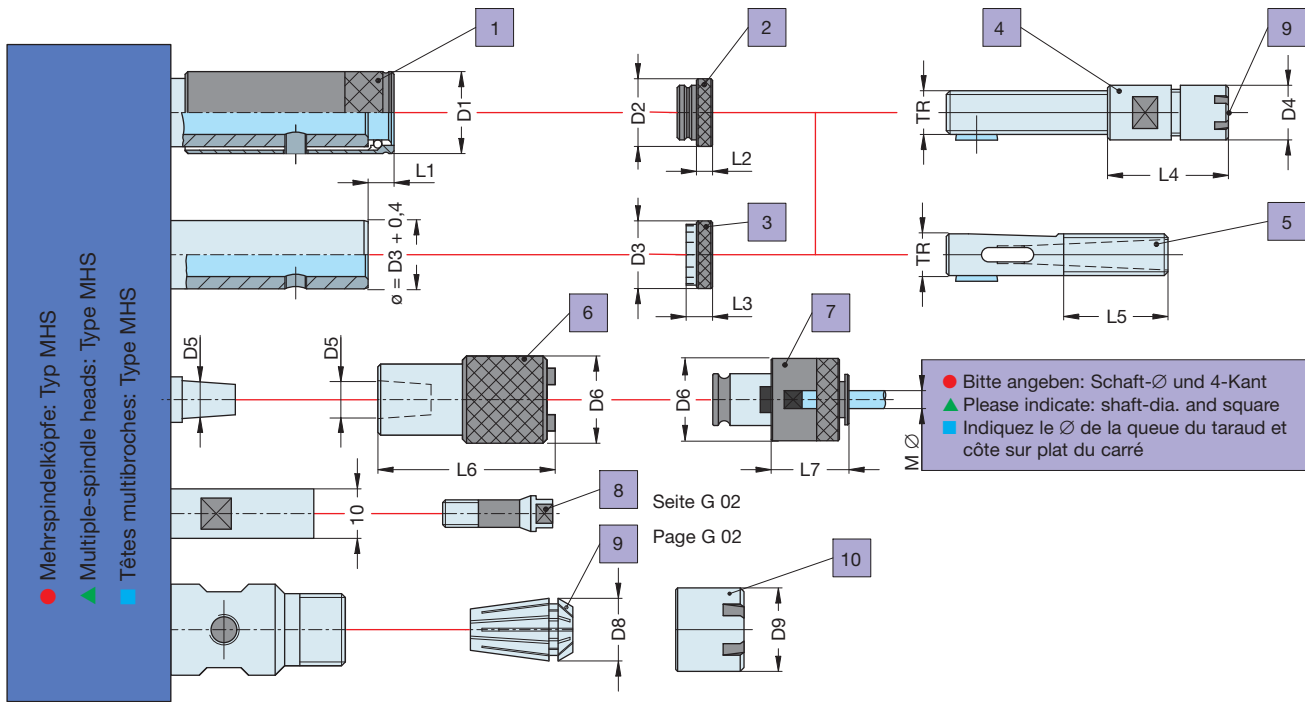 ● Mehrspindelköpfe: Typ MHS
▲ Multiple-spindle heads: Type MHS
■ Têtes multibroches: Type MHS
1
2
4
9
D1
L1
D2
L2
TR
D4
L4
ø = D3 + 0,4
3
D3
L3
5
TR
L5
D5
D5
6
D6
L6
7
D6
L7
M Ø
● Bitte angeben: Schaft-Ø und 4-Kant
▲ Please indicate: shaft-dia. and square
■ Indiquez le Ø de la queue du taraud et
côte sur plat du carré
10
8
Seite G 02
Page G 02
9
D8
10
D9